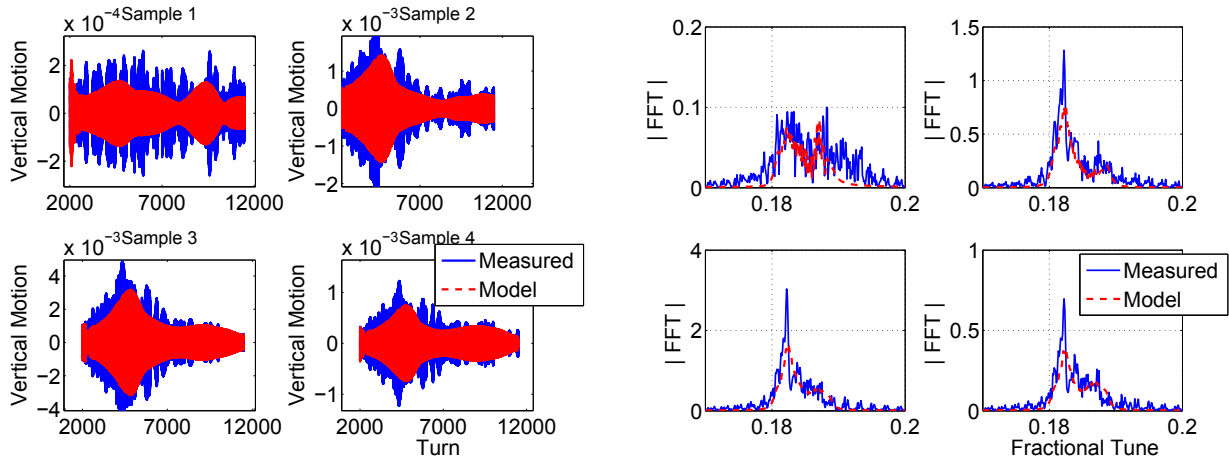 x 10⁻⁴ Sample 1
Vertical Motion
2
0
−2
2000 7000 12000
x 10⁻³ Sample 2
Vertical Motion
1
0
−1
−2
7000 12000
x 10⁻³ Sample 3
Vertical Motion
4
2
0
−2
−4
2000 7000 12000
x 10⁻³ Sample 4
Vertical Motion
1
0
−1
2000 7000 12000
Turn
Measured
Model
| FFT |
0.2
0.1
0
0.18 0.2
| FFT |
1.5
1
0.5
0
0.18 0.2
| FFT |
4
2
0
0.18 0.2
| FFT |
1
0.5
0
0.18 0.2
Fractional Tune
Measured
Model